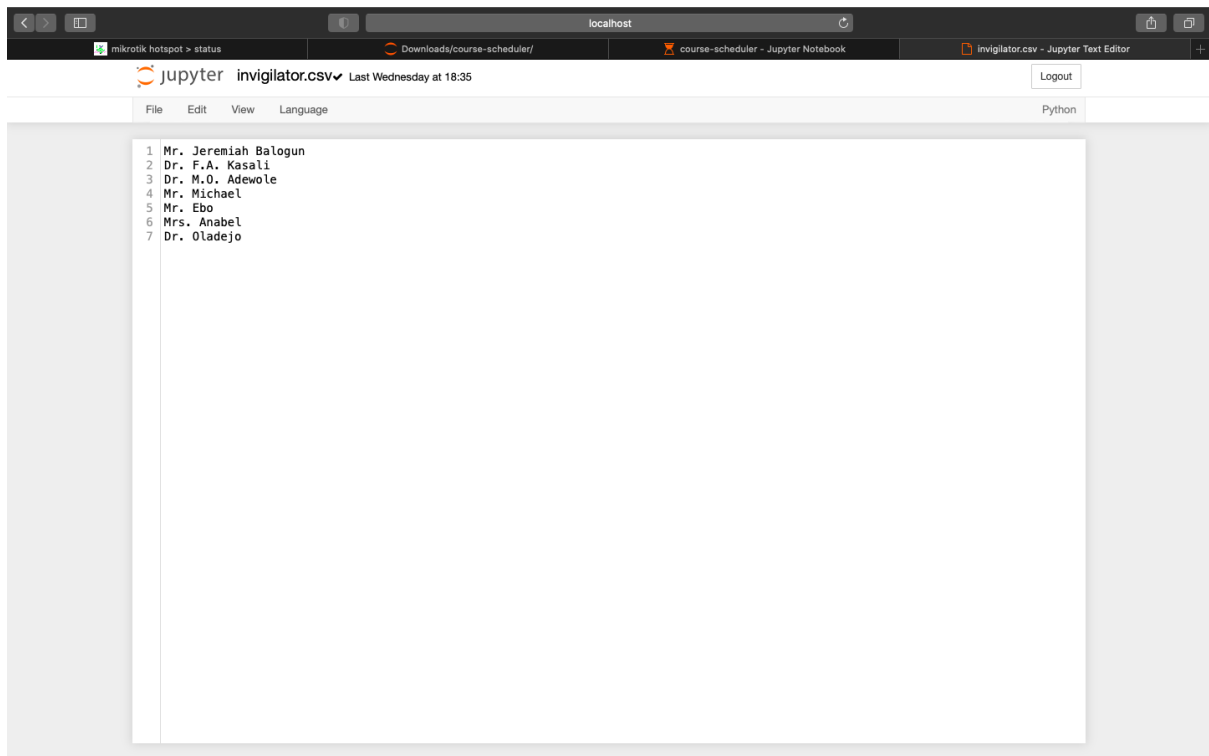 localhost
mikrotik hotspot > status
Downloads/course-scheduler/
course-scheduler - Jupyter Notebook
invigilator.csv - Jupyter Text Editor
jupyter invigilator.csv✔ Last Wednesday at 18:35
Logout
File Edit View Language
Python
1 Mr. Jeremiah Balogun
2 Dr. F.A. Kasali
3 Dr. M.O. Adewole
4 Mr. Michael
5 Mr. Ebo
6 Mrs. Anabel
7 Dr. Oladejo